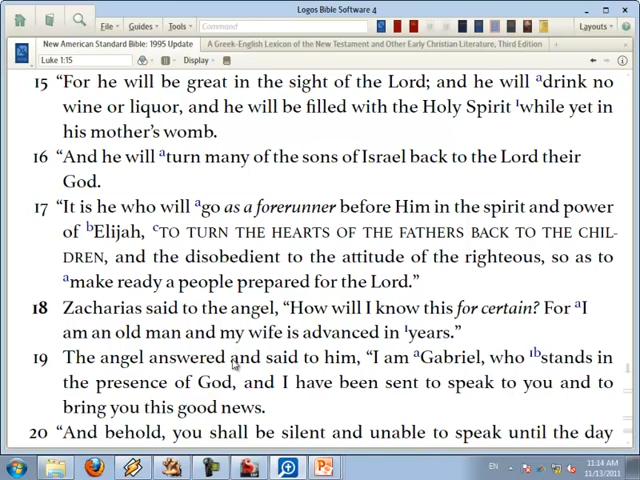 Logos Bible Software 4
File Guides Tools Command Layouts
New American Standard Bible: 1995 Update A Greek-English Lexicon of the New Testament and Other Early Christian Literature, Third Edition
Luke 1:15 Display
15 “For he will be great in the sight of the Lord; and he will adrink no
wine or liquor, and he will be filled with the Holy Spirit 1while yet in
his mother’s womb.
16 “And he will aturn many of the sons of Israel back to the Lord their
God.
17 “It is he who will ago as a forerunner before Him in the spirit and power
of bElijah, cTO TURN THE HEARTS OF THE FATHERS BACK TO THE CHIL-
DREN, and the disobedient to the attitude of the righteous, so as to
amake ready a people prepared for the Lord.”
18 Zacharias said to the angel, “How will I know this for certain? For aI
am an old man and my wife is advanced in 1years.”
19 The angel answered and said to him, “I am aGabriel, who 1bstands in
the presence of God, and I have been sent to speak to you and to
bring you this good news.
20 “And behold, you shall be silent and unable to speak until the day
EN 11:14 AM
11/13/2011